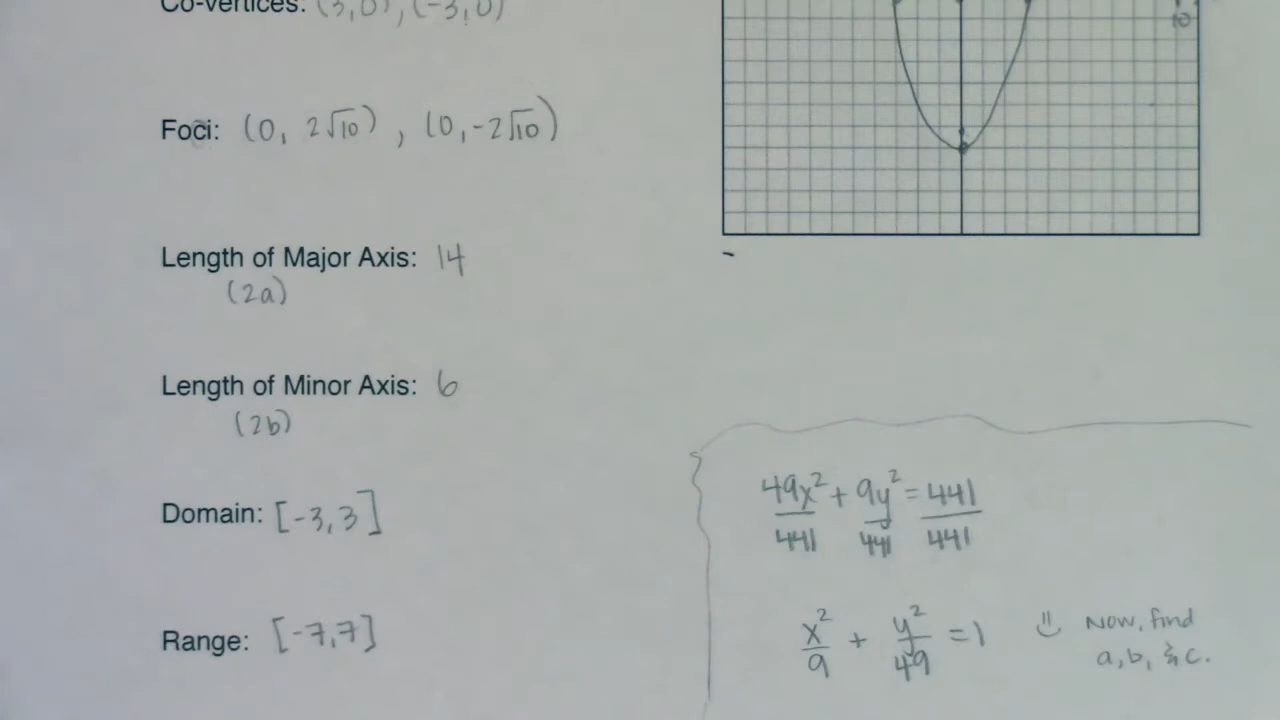 Co-vertices: (3,0), (-3,0)
Foci: (0, 2√10), (0,-2√10)
Length of Major Axis: 14
(2a)
Length of Minor Axis: 6
(2b)
Domain: [-3,3]
Range: [-7,7]
10
49x²/441 + 9y²/441 = 441/441
x²/9 + y²/49 = 1
Now, find
a, b, & c.